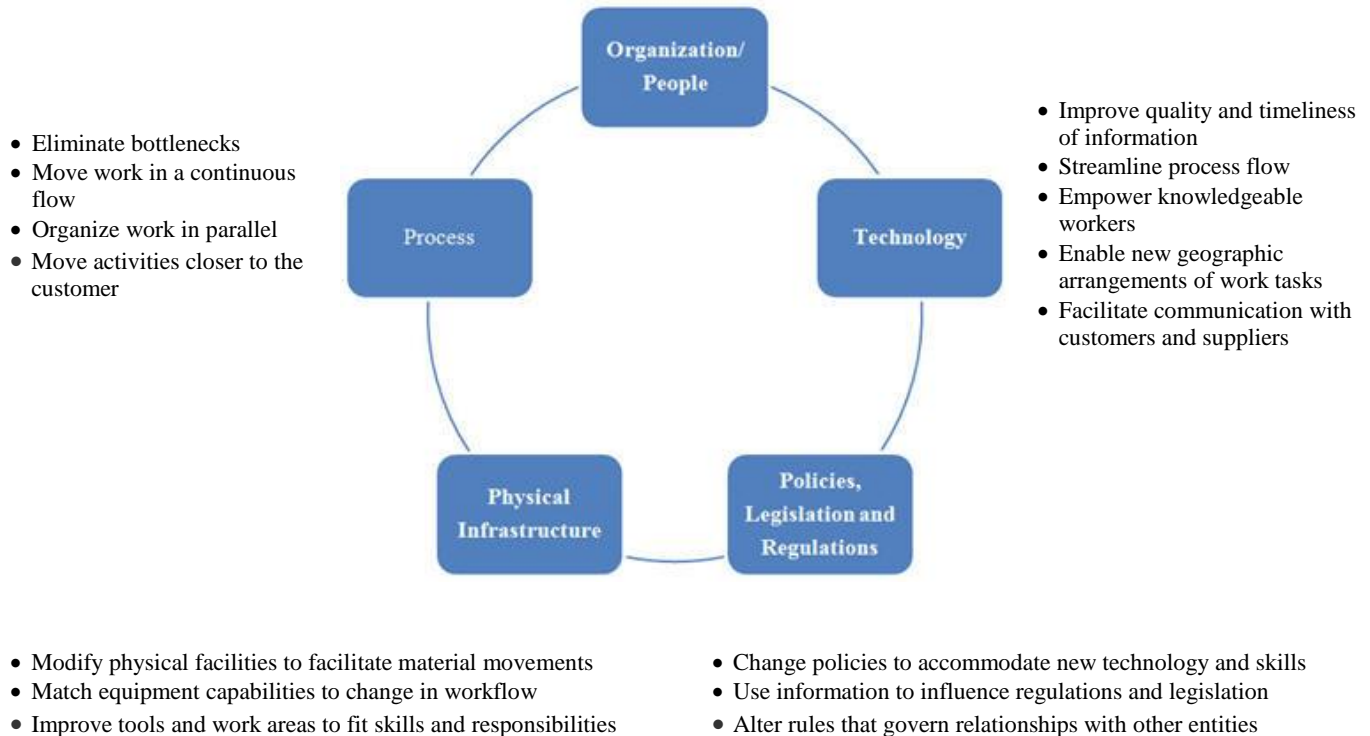 Organization/
People
• Eliminate bottlenecks
• Move work in a continuous
flow
• Organize work in parallel
• Move activities closer to the
customer
Process
Technology
• Improve quality and timeliness
of information
• Streamline process flow
• Empower knowledgeable
workers
• Enable new geographic
arrangements of work tasks
• Facilitate communication with
customers and suppliers
Physical
Infrastructure
Policies,
Legislation and
Regulations
• Modify physical facilities to facilitate material movements
• Match equipment capabilities to change in workflow
• Improve tools and work areas to fit skills and responsibilities
• Change policies to accommodate new technology and skills
• Use information to influence regulations and legislation
• Alter rules that govern relationships with other entities